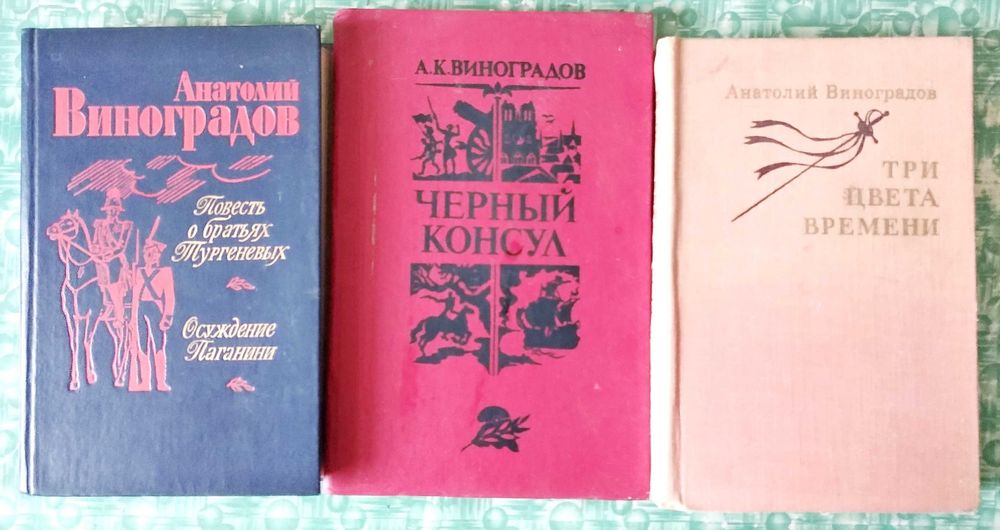 Анатолий
Виноградов
Повесть
о братьях
Тургеневых
Осуждение
Паганини
А.К.ВИНОГРАДОВ
ЧЕРНЫЙ
КОНСУЛ
Анатолий Виноградов
ТРИ
ЦВЕТА
ВРЕМЕНИ